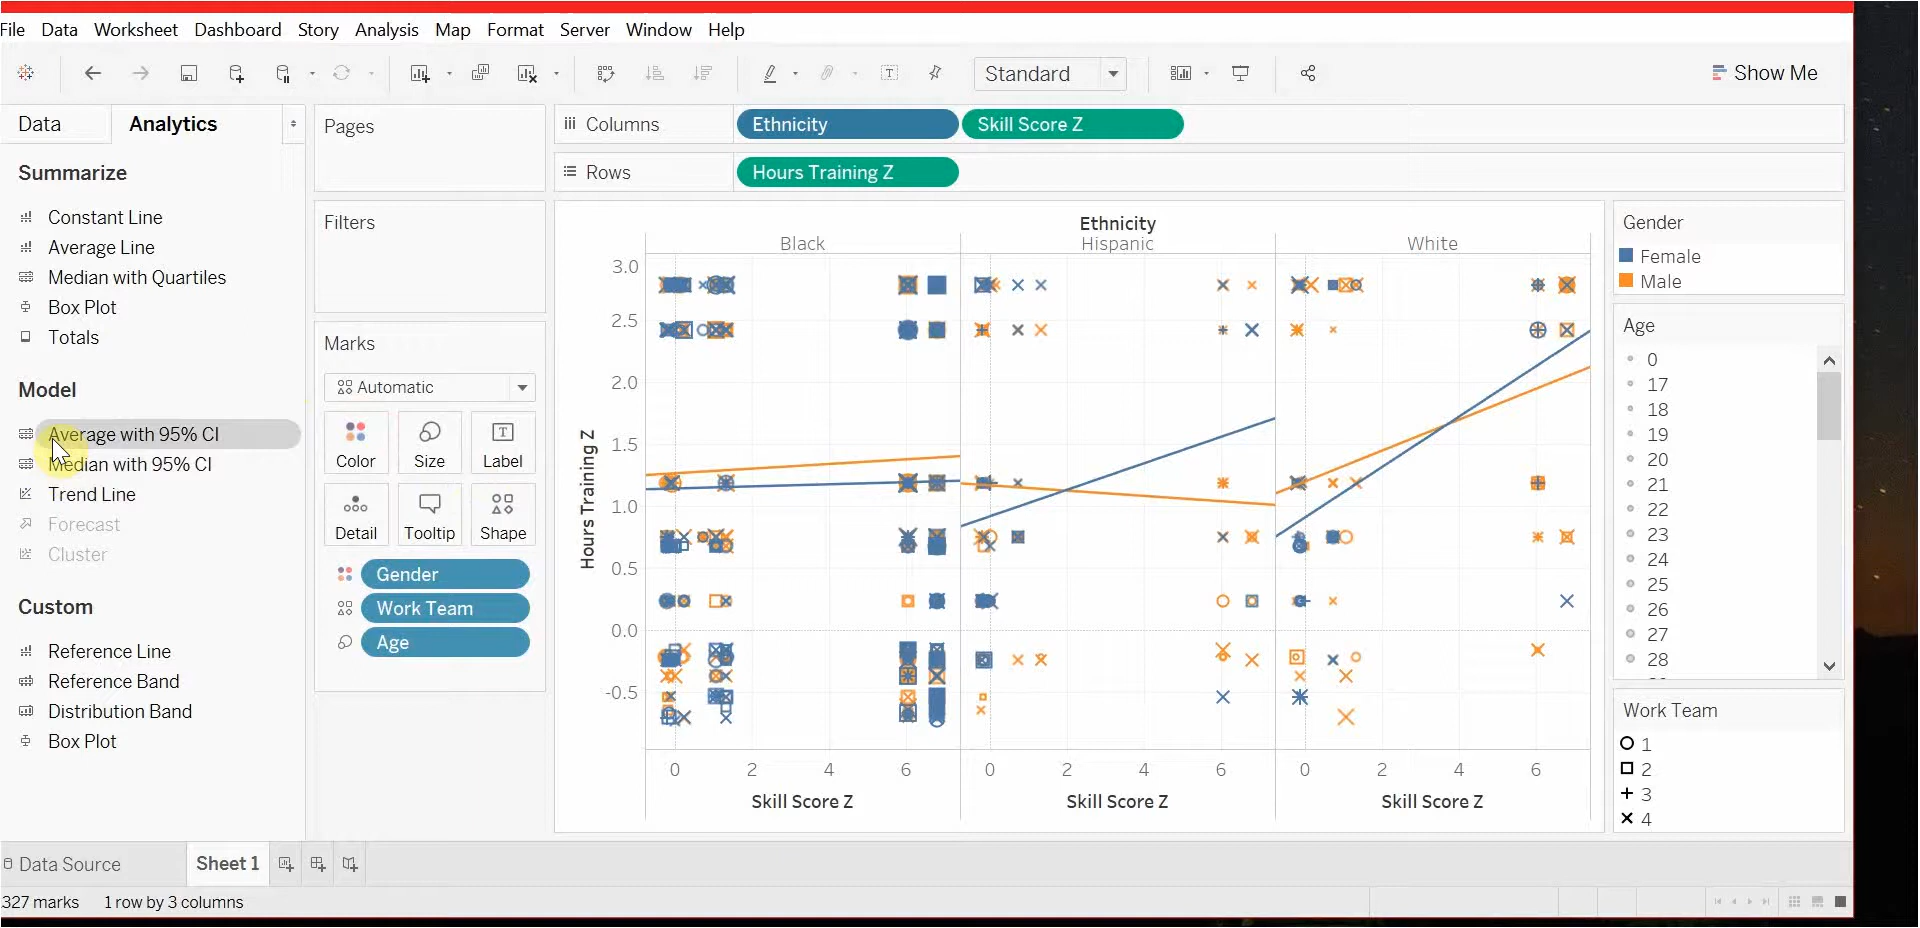 File Data Worksheet Dashboard Story Analysis Map Format Server Window Help
Standard
Show Me
Data Analytics
Summarize
Constant Line
Average Line
Median with Quartiles
Box Plot
Totals
Model
Average with 95% CI
Median with 95% CI
Trend Line
Forecast
Cluster
Custom
Reference Line
Reference Band
Distribution Band
Box Plot
Pages
Filters
Marks
Automatic
Color Size Label
Detail Tooltip Shape
Gender
Work Team
Age
Columns Ethnicity Skill Score Z
Rows Hours Training Z
Ethnicity
Black Hispanic White
Hours Training Z
3.0
2.5
2.0
1.5
1.0
0.5
0.0
-0.5
0 2 4 6 0 2 4 6 0 2 4 6
Skill Score Z Skill Score Z Skill Score Z
Gender
Female
Male
Age
0
17
18
19
20
21
22
23
24
25
26
27
28
Work Team
1
2
3
4
Data Source Sheet 1
327 marks 1 row by 3 columns